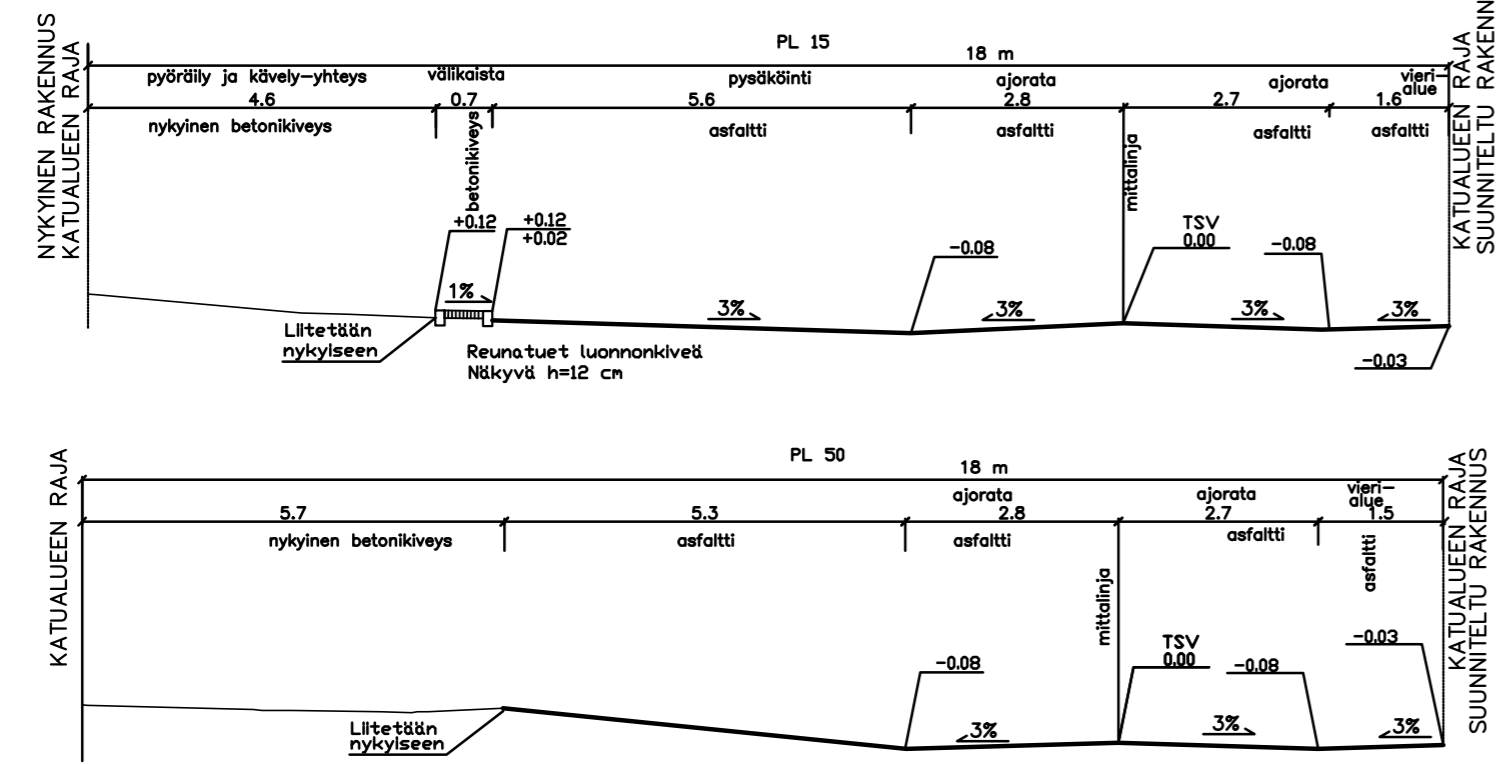 PL 15
18 m
NYKYINEN RAKENNUS
KATUALUEEN RAJA
pyöräily ja kävely-yhteys
välikaista
pysäköinti
ajorata
ajorata
vieri-
alue
4.6
0.7
5.6
2.8
2.7
1.6
nykyinen betonikiveys
betonikiveys
asfaltti
asfaltti
mittalinja
asfaltti
asfaltti
KATUALUEEN RAJA
+0.12
+0.12
+0.02
-0.08
TSV
0.00
-0.08
1%
3%
3%
3%
3%
Liitetään
nykyiseen
Reunatuet luonnonkiveä
Näkyvä h=12 cm
-0.03
PL 50
18 m
KATUALUEEN RAJA
ajorata
ajorata
vieri-
alue
5.7
5.3
2.8
2.7
1.5
nykyinen betonikiveys
asfaltti
asfaltti
mittalinja
asfaltti
asfaltti
KATUALUEEN RAJA
SUUNNITELTU RAKENNUS
-0.08
TSV
0.00
-0.08
-0.03
3%
3%
3%
Liitetään
nykyiseen